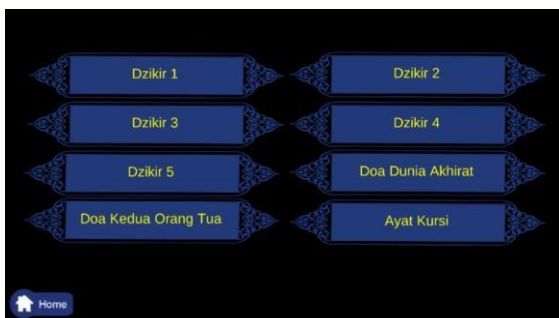 Dzikir 1
Dzikir 2
Dzikir 3
Dzikir 4
Dzikir 5
Doa Dunia Akhirat
Doa Kedua Orang Tua
Ayat Kursi
Home